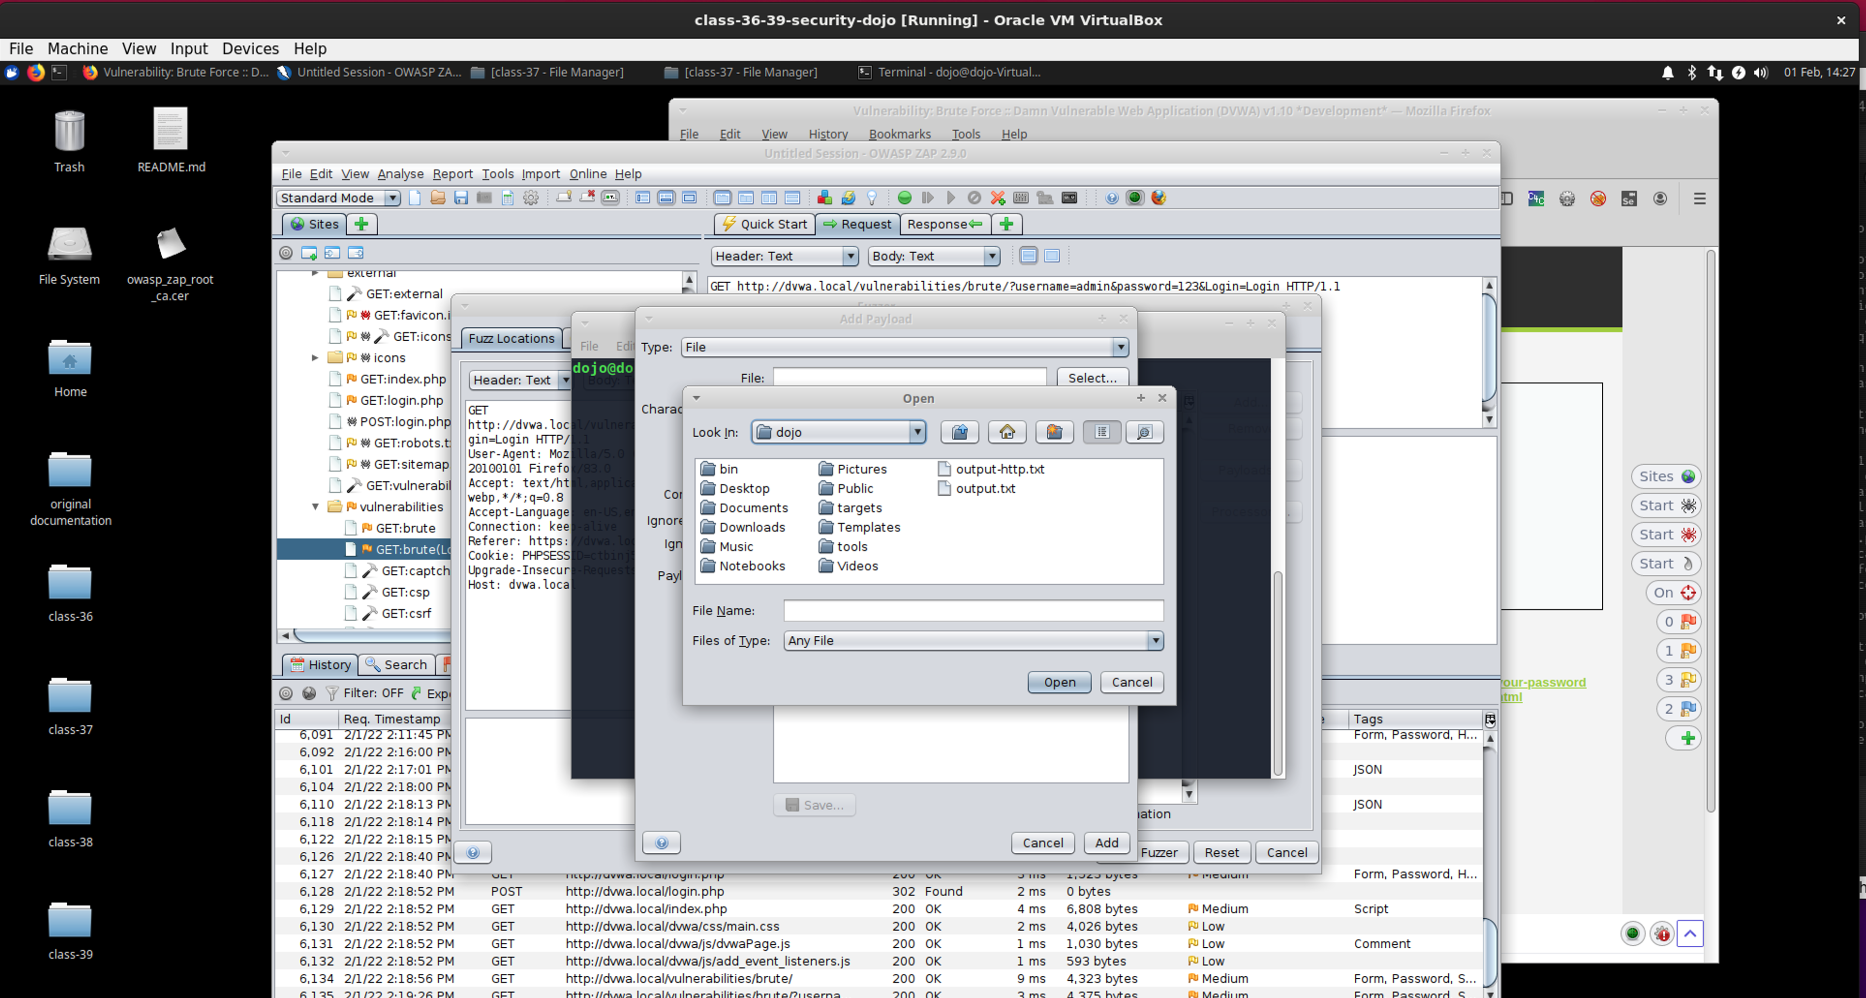 class-36-39-security-dojo [Running] - Oracle VM VirtualBox
File Machine View Input Devices Help
Vulnerability: Brute Force :: D... Untitled Session - OWASP ZA... [class-37 - File Manager] [class-37 - File Manager] Terminal - dojo@dojo-Virtual... 01 Feb, 14:27
Trash
README.md
File System
owasp_zap_root
_ca.cer
Home
original
documentation
class-36
class-37
class-38
class-39
Vulnerability: Brute Force :: Damn Vulnerable Web Application (DVWA) v1.10 *Development* — Mozilla Firefox
File Edit View History Bookmarks Tools Help
Untitled Session - OWASP ZAP 2.9.0
File Edit View Analyse Report Tools Import Online Help
Standard Mode
Sites
Quick Start Request Response
Header: Text Body: Text
GET http://dvwa.local/vulnerabilities/brute/?username=admin&password=123&Login=Login HTTP/1.1
external
GET:external
GET:favicon.i
GET:icons
icons
GET:index.php
GET:login.php
POST:login.php
GET:robots.t
GET:sitemap
GET:vulnerabil
vulnerabilities
GET:brute
GET:brute(Lo
GET:captch
GET:csp
GET:csrf
Fuzz Locations
Header: Text
GET
http://dvwa.local/vulner
gin=Login HTTP/1.1
User-Agent: Mozilla/5.0
20100101 Firefox/83.0
Accept: text/html,applic
webp,*/*;q=0.8
Accept-Language: en-US,en
Connection: keep-alive
Referer: https://dvwa.lo
Cookie: PHPSESSID=ctbinj
Upgrade-Insecure-Request
Host: dvwa.loca
File Edi
dojo@do
Add Payload
Type: File
File: Select...
Charac
Cor
Ignore
Ign
Payl
Save...
Cancel Add
Open
Look In: dojo
bin
Desktop
Documents
Downloads
Music
Notebooks
Pictures
Public
targets
Templates
tools
Videos
output-http.txt
output.txt
File Name:
Files of Type: Any File
Open Cancel
ation
Fuzzer Reset Cancel
Sites
Start
Start
Start
On
0
1
3
2
your-password
html
History Search
Filter: OFF Expo
Id Req. Timestamp e Tags
6,091 2/1/22 2:11:45 PM Form, Password, H...
6,092 2/1/22 2:16:00 PM
6,101 2/1/22 2:17:01 PM JSON
6,104 2/1/22 2:18:00 PM
6,110 2/1/22 2:18:13 PM JSON
6,118 2/1/22 2:18:14 PM
6,122 2/1/22 2:18:15 PM
6,126 2/1/22 2:18:40 PM
6,127 2/1/22 2:18:40 PM GET http://dvwa.local/login.php 200 OK 3 ms 1,523 bytes Medium Form, Password, H...
6,128 2/1/22 2:18:52 PM POST http://dvwa.local/login.php 302 Found 2 ms 0 bytes
6,129 2/1/22 2:18:52 PM GET http://dvwa.local/index.php 200 OK 4 ms 6,808 bytes Medium Script
6,130 2/1/22 2:18:52 PM GET http://dvwa.local/dvwa/css/main.css 200 OK 2 ms 4,026 bytes Low
6,131 2/1/22 2:18:52 PM GET http://dvwa.local/dvwa/js/dvwaPage.js 200 OK 1 ms 1,030 bytes Low Comment
6,132 2/1/22 2:18:52 PM GET http://dvwa.local/dvwa/js/add_event_listeners.js 200 OK 1 ms 593 bytes Low
6,134 2/1/22 2:18:56 PM GET http://dvwa.local/vulnerabilities/brute/ 200 OK 9 ms 4,323 bytes Medium Form, Password, S...
6,135 2/1/22 2:19:26 PM GET http://dvwa.local/vulnerabilities/brute/?userna... 200 OK 3 ms 4,375 bytes Medium Form, Password, S...